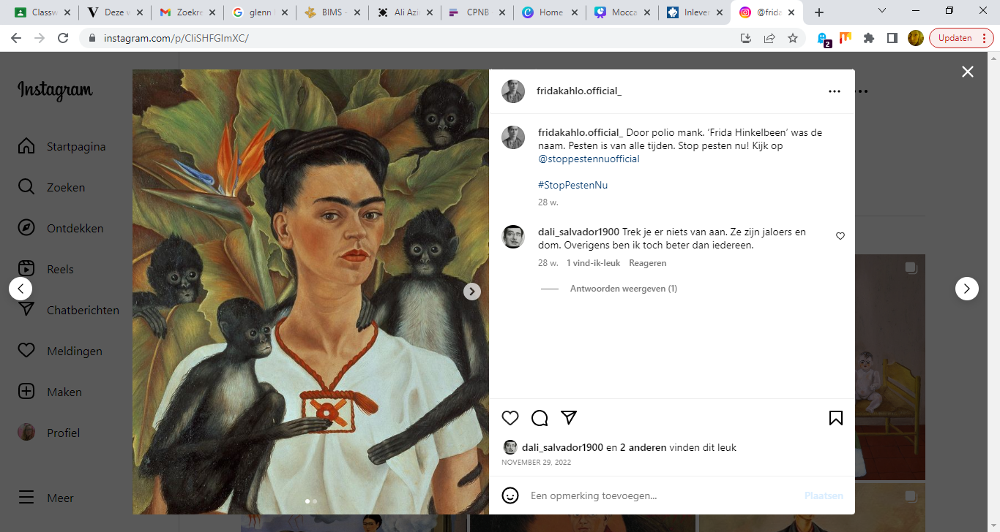 Classw
Deze v
Zoekre
glenn
BIMS -
Ali Azi
CPNB
Home
Mocca
Inlever
@frida
instagram.com/p/CliSHFGImXC/
2
Updaten
Instagram
Startpagina
Zoeken
Ontdekken
Reels
Chatberichten
Meldingen
Maken
Profiel
Meer
fridakahlo.official_
fridakahlo.official_ Door polio mank. ‘Frida Hinkelbeen’ was de
naam. Pesten is van alle tijden. Stop pesten nu! Kijk op
@stoppestennuofficial
#StopPestenNu
28 w.
dali_salvador1900 Trek je er niets van aan. Ze zijn jaloers en
dom. Overigens ben ik toch beter dan iedereen.
28 w. 1 vind-ik-leuk Reageren
Antwoorden weergeven (1)
dali_salvador1900 en 2 anderen vinden dit leuk
NOVEMBER 29, 2022
Een opmerking toevoegen...
Plaatsen